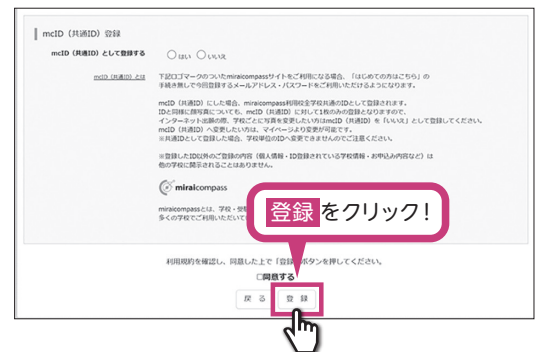 mcID（共通ID）登録
mcID（共通ID）として登録する
はい
いいえ
mcID（共通ID）とは
下記ロゴマークのついたmiraicompassサイトをご利用になる場合、「はじめての方はこちら」の
手続き無しで今回登録するメールアドレス・パスワードをご利用いただけるようになります。
mcID（共通ID）にした場合、miraicompass利用校全学校共通のIDとして登録されます。
IDと同様に顔写真についても、mcID（共通ID）に対して1枚のみの登録となりますので、
インターネット出願の際、学校ごとに写真を変更したい方はmcID（共通ID）を「いいえ」として登録してください。
mcID（共通ID）へ変更したい方は、マイページより変更が可能です。
※共通IDとして登録した場合、学校単位のIDへ変更できませんのでご注意ください。
※登録したID以外のご登録の内容（個人情報・ID登録されている学校情報・お申込み内容など）は
他の学校に開示されることはありません。
miraicompass
miraicompassとは、学校・受
多くの学校でご利用いただいて
登録 をクリック！
利用規約を確認し、同意した上で「登録」ボタンを押してください。
□同意する
戻 る
登 録